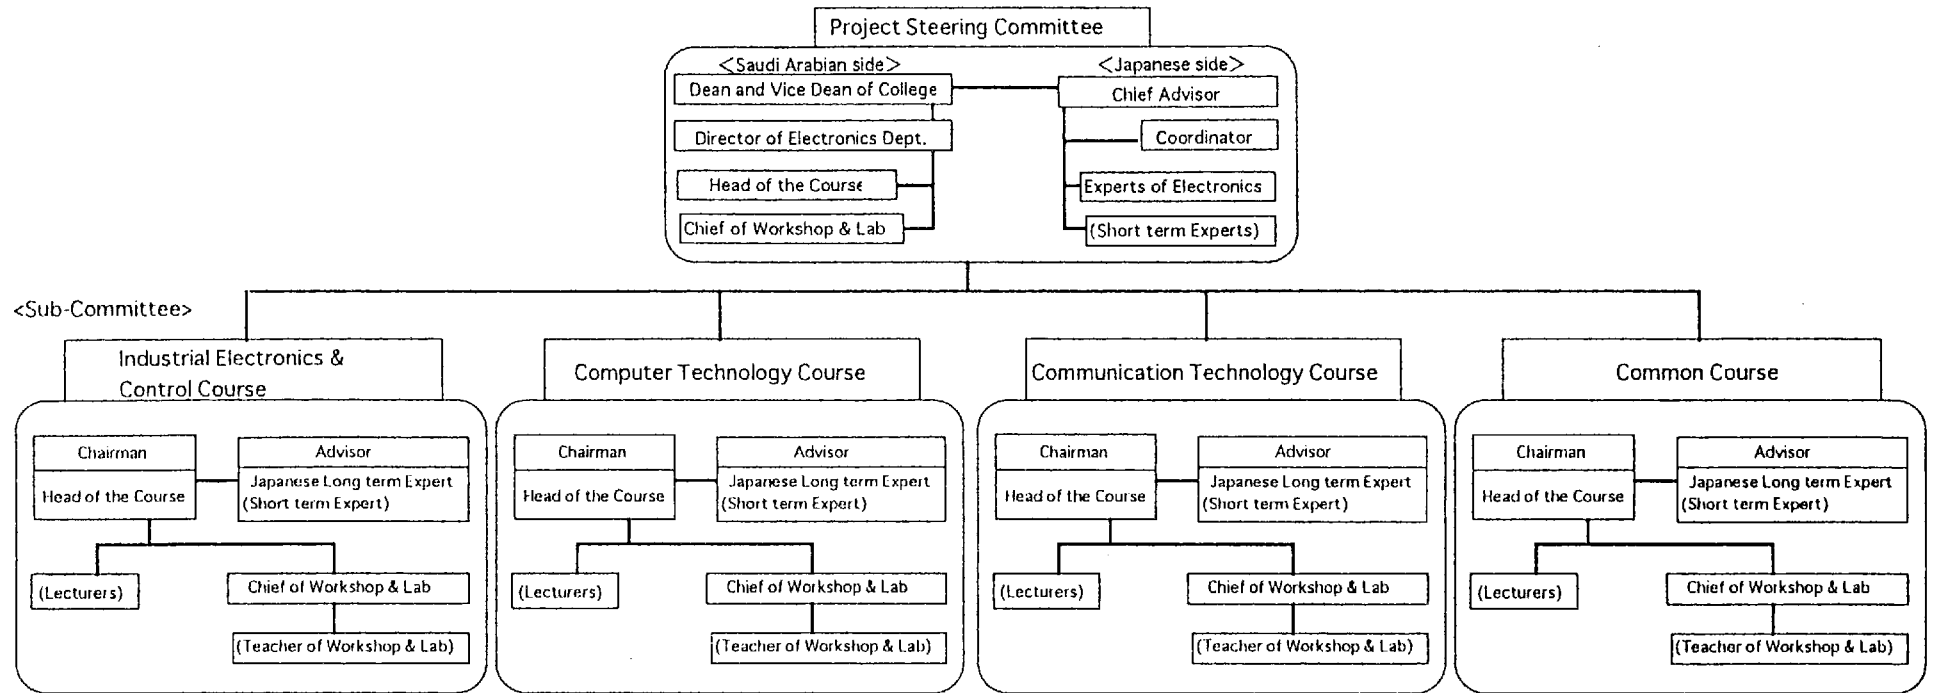 Project Steering Committee
<Saudi Arabian side>
<Japanese side>
Dean and Vice Dean of College
Chief Advisor
Director of Electronics Dept.
Coordinator
Head of the Course
Experts of Electronics
Chief of Workshop & Lab
(Short term Experts)
<Sub-Committee>
Industrial Electronics &
Control Course
Chairman
Advisor
Head of the Course
Japanese Long term Expert
(Short term Expert)
(Lecturers)
Chief of Workshop & Lab
(Teacher of Workshop & Lab)
Computer Technology Course
Chairman
Advisor
Head of the Course
Japanese Long term Expert
(Short term Expert)
(Lecturers)
Chief of Workshop & Lab
(Teacher of Workshop & Lab)
Communication Technology Course
Chairman
Advisor
Head of the Course
Japanese Long term Expert
(Short term Expert)
(Lecturers)
Chief of Workshop & Lab
(Teacher of Workshop & Lab)
Common Course
Chairman
Advisor
Head of the Course
Japanese Long term Expert
(Short term Expert)
(Lecturers)
Chief of Workshop & Lab
(Teacher of Workshop & Lab)